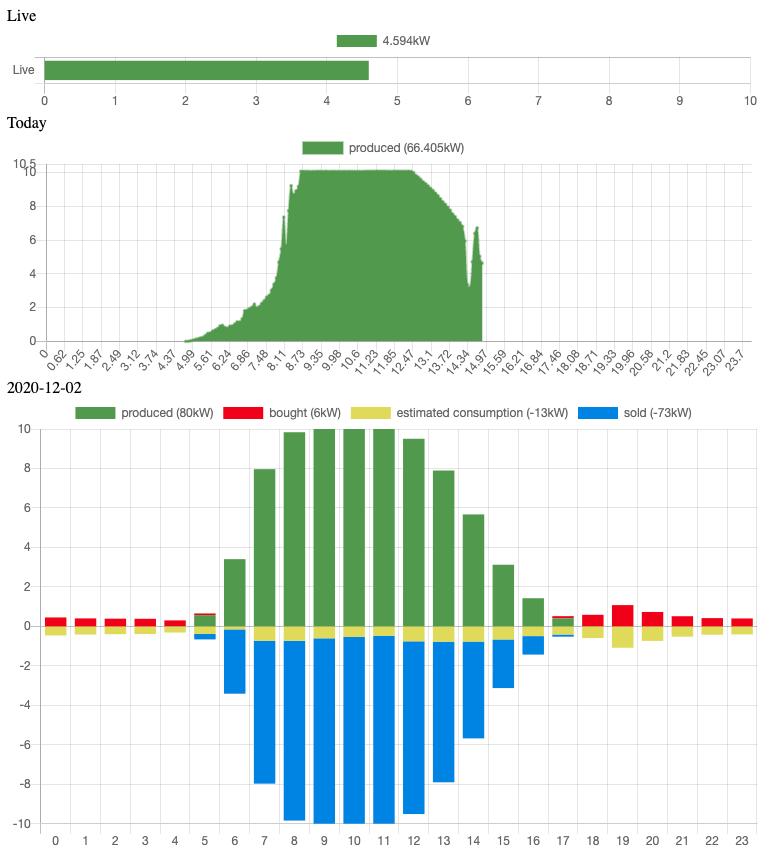 Live
4.594kW
Live
0 1 2 3 4 5 6 7 8 9 10
Today
produced (66.405kW)
10.5
10
8
6
4
2
0
0 0.62 1.25 1.87 2.49 3.12 3.74 4.37 4.99 5.61 6.24 6.86 7.48 8.11 8.73 9.35 9.98 10.6 11.23 11.85 12.47 13.1 13.72 14.34 14.97 15.59 16.21 16.84 17.46 18.08 18.71 19.33 19.96 20.58 21.2 21.83 22.45 23.07 23.7
2020-12-02
produced (80kW) bought (6kW) estimated consumption (-13kW) sold (-73kW)
10
8
6
4
2
0
-2
-4
-6
-8
-10
0 1 2 3 4 5 6 7 8 9 10 11 12 13 14 15 16 17 18 19 20 21 22 23